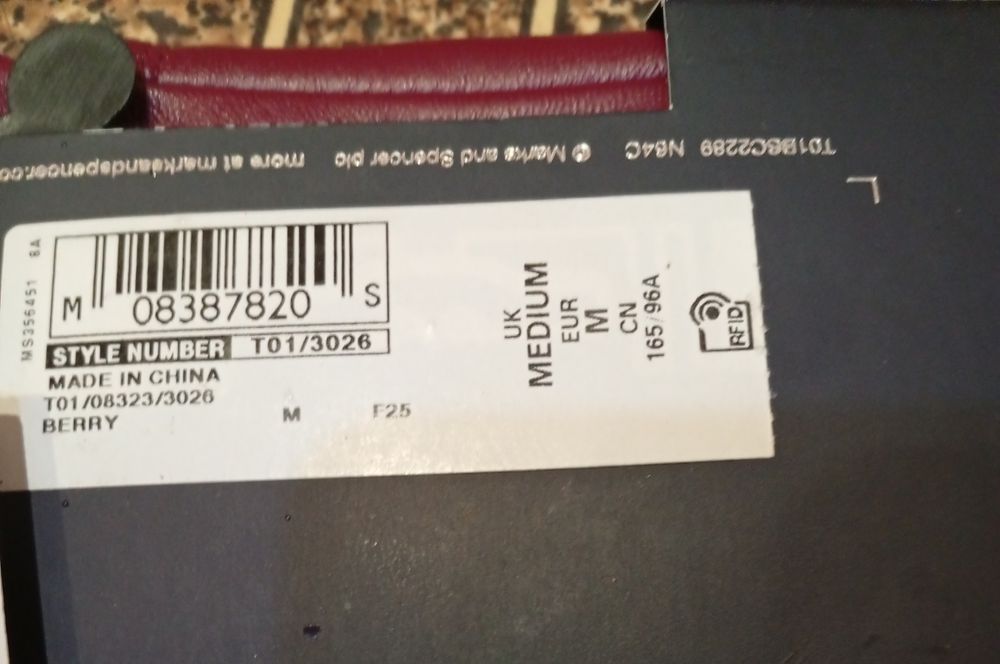 T01BBC2289 N84C © Marks and Spencer plc more at marksandspencer.co
MS356451 8A
M 08387820 S
STYLE NUMBER T01/3026
MADE IN CHINA
T01/08323/3026
BERRY M F25
UK
MEDIUM
EUR
M
CN
165/96A
RFID